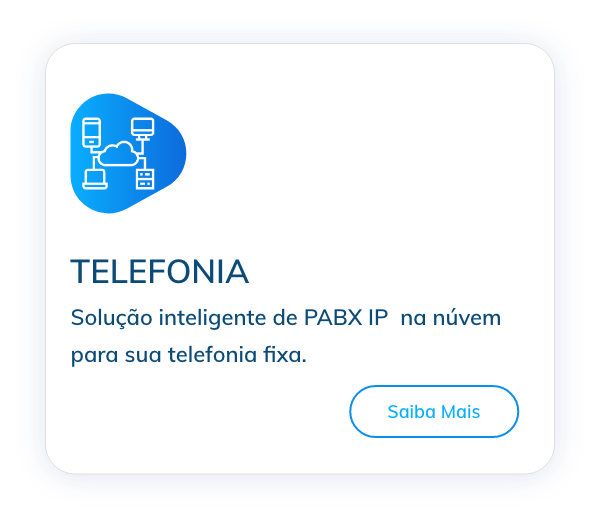 TELEFONIA
Solução inteligente de PABX IP  na núvem
para sua telefonia fixa.
Saiba Mais